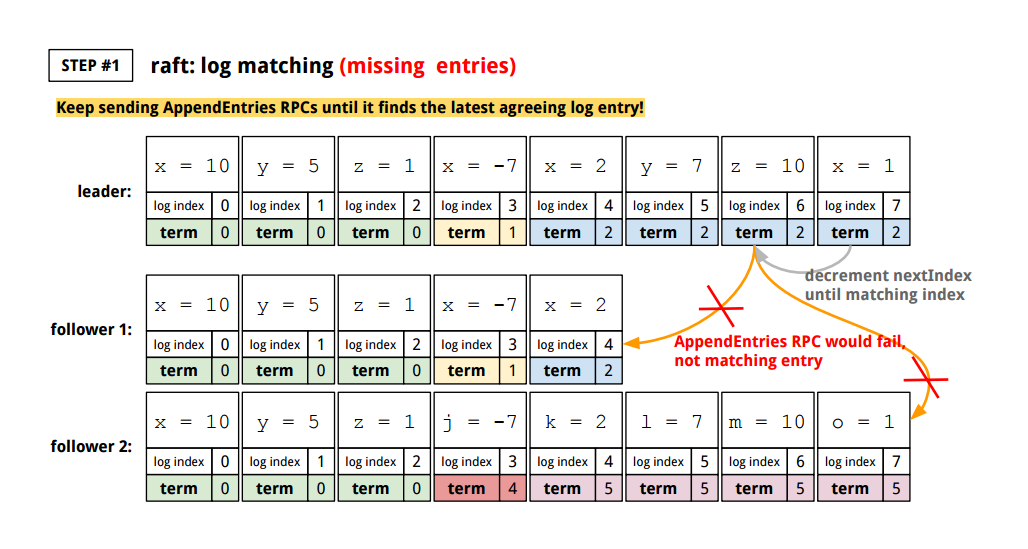 STEP #1 raft: log matching (missing entries)
Keep sending AppendEntries RPCs until it finds the latest agreeing log entry!
x = 10 y = 5 z = 1 x = -7 x = 2 y = 7 z = 10 x = 1
leader:
log index 0 log index 1 log index 2 log index 3 log index 4 log index 5 log index 6 log index 7
term 0 term 0 term 0 term 1 term 2 term 2 term 2 term 2
decrement nextIndex
until matching index
x = 10 y = 5 z = 1 x = -7 x = 2
follower 1:
log index 0 log index 1 log index 2 log index 3 log index 4
term 0 term 0 term 0 term 1 term 2
AppendEntries RPC would fail,
not matching entry
x = 10 y = 5 z = 1 j = -7 k = 2 l = 7 m = 10 o = 1
follower 2:
log index 0 log index 1 log index 2 log index 3 log index 4 log index 5 log index 6 log index 7
term 0 term 0 term 0 term 4 term 5 term 5 term 5 term 5